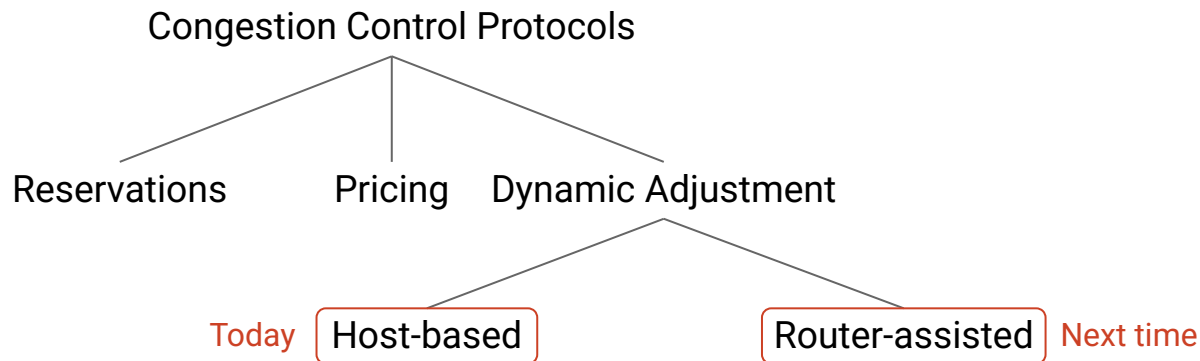 Congestion Control Protocols
Reservations
Pricing
Dynamic Adjustment
Today
Host-based
Router-assisted
Next time